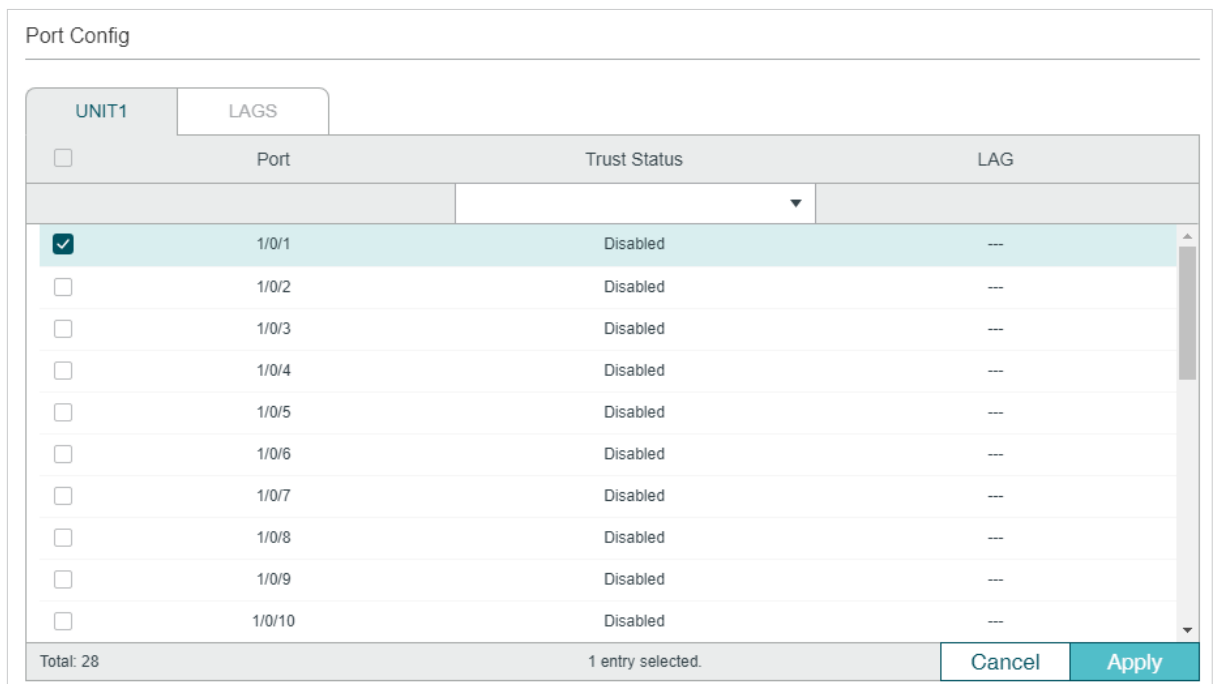 Port Config
UNIT1 LAGS
Port Trust Status LAG
1/0/1 Disabled ---
1/0/2 Disabled ---
1/0/3 Disabled ---
1/0/4 Disabled ---
1/0/5 Disabled ---
1/0/6 Disabled ---
1/0/7 Disabled ---
1/0/8 Disabled ---
1/0/9 Disabled ---
1/0/10 Disabled ---
Total: 28 1 entry selected. Cancel Apply